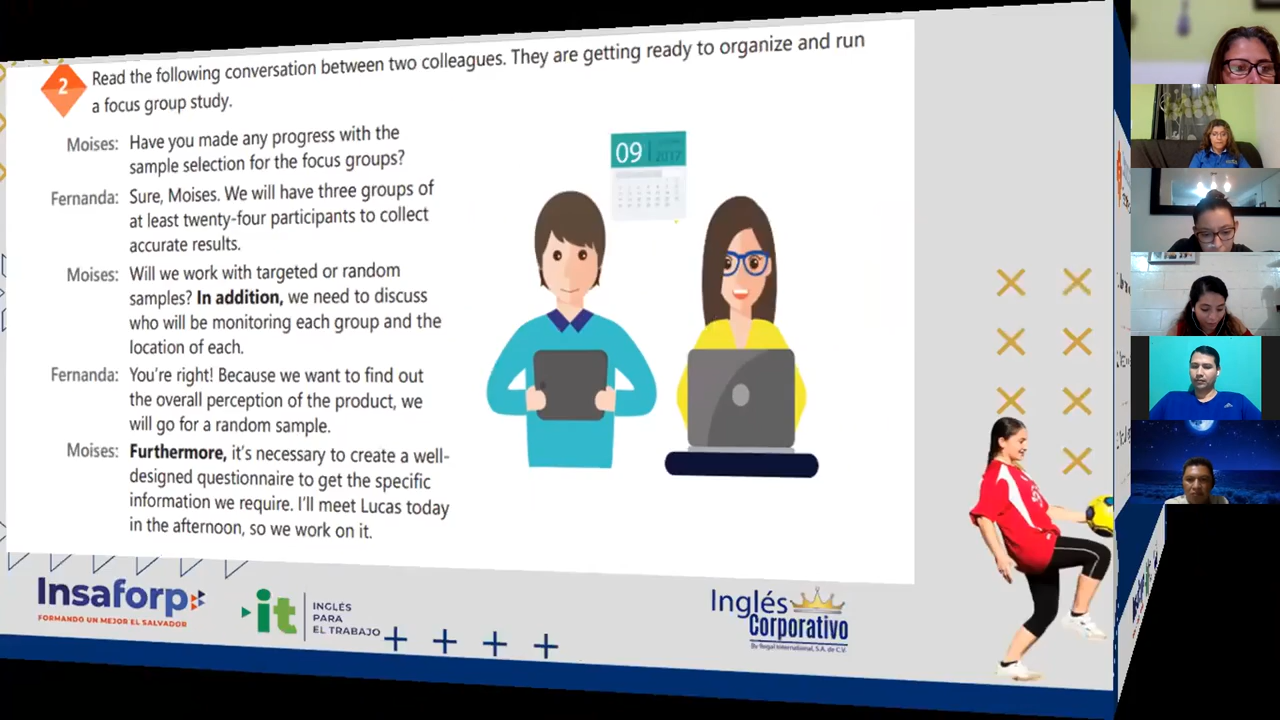 2
Read the following conversation between two colleagues. They are getting ready to organize and run
a focus group study.
Moises: Have you made any progress with the
sample selection for the focus groups?
Fernanda: Sure, Moises. We will have three groups of
at least twenty-four participants to collect
accurate results.
Moises: Will we work with targeted or random
samples? In addition, we need to discuss
who will be monitoring each group and the
location of each.
Fernanda: You're right! Because we want to find out
the overall perception of the product, we
will go for a random sample.
Moises: Furthermore, it's necessary to create a well-
designed questionnaire to get the specific
information we require. I'll meet Lucas today
in the afternoon, so we work on it.
09
2017
Insaforp
FORMANDO UN MEJOR EL SALVADOR
it
INGLÉS
PARA
EL TRABAJO
Inglés
Corporativo